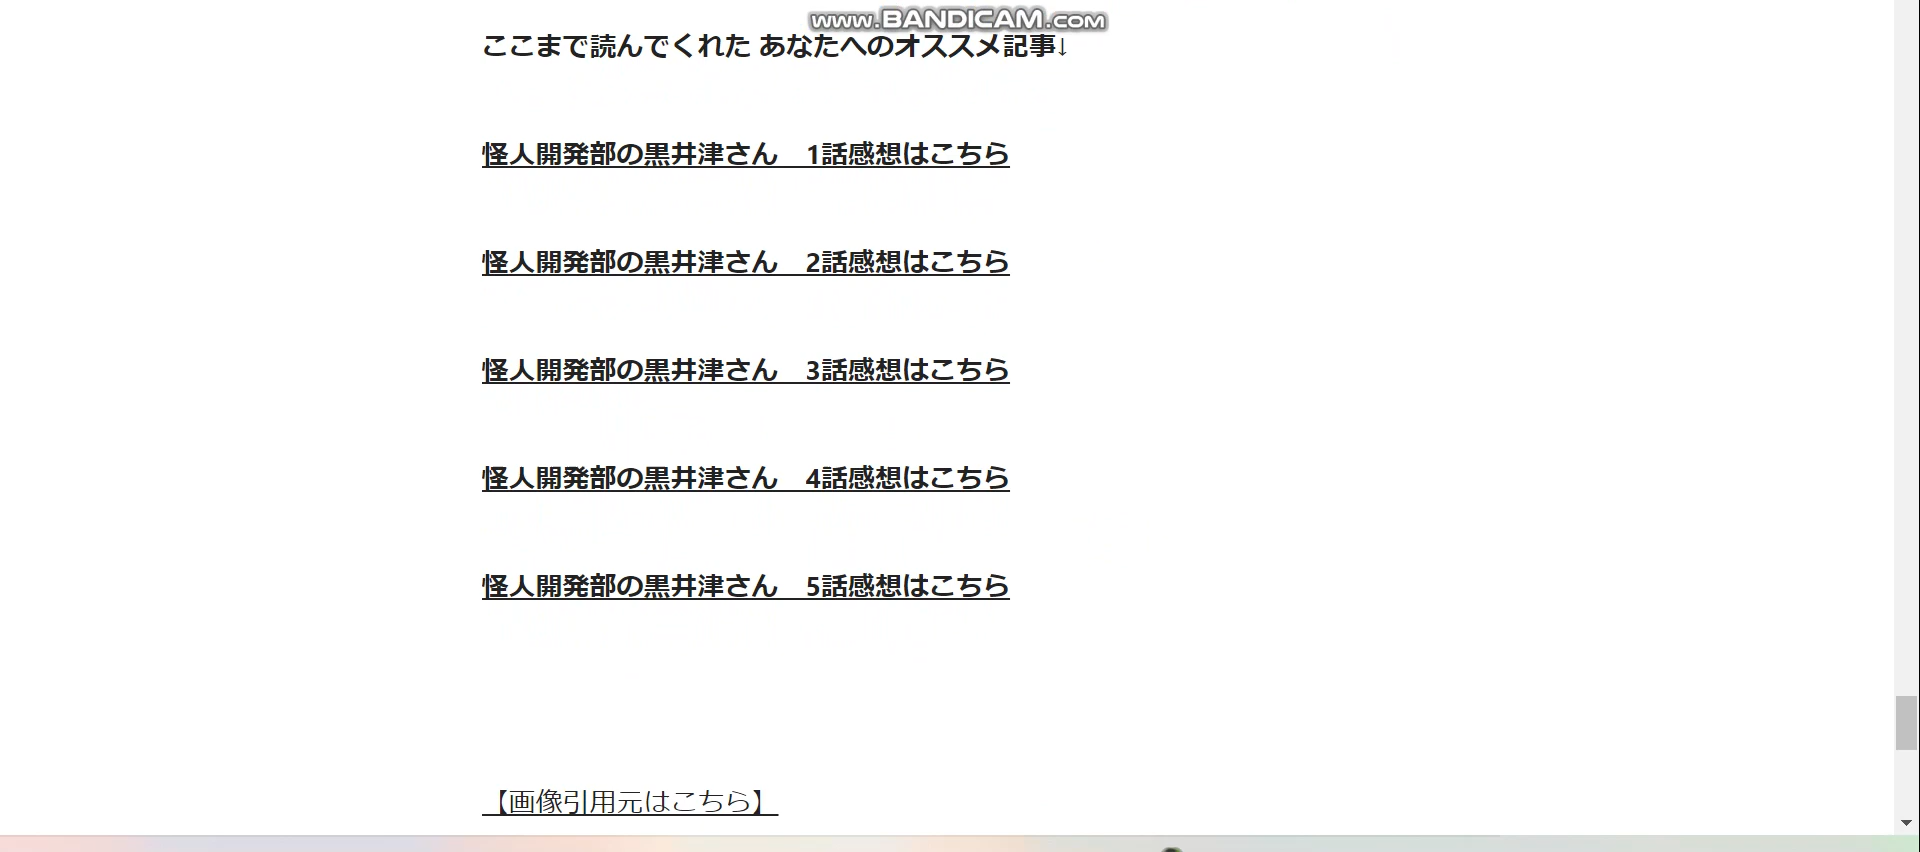 www.BANDICAM.com
ここまで読んでくれた あなたへのオススメ記事↓
怪人開発部の黒井津さん　1話感想はこちら
怪人開発部の黒井津さん　2話感想はこちら
怪人開発部の黒井津さん　3話感想はこちら
怪人開発部の黒井津さん　4話感想はこちら
怪人開発部の黒井津さん　5話感想はこちら
【画像引用元はこちら】